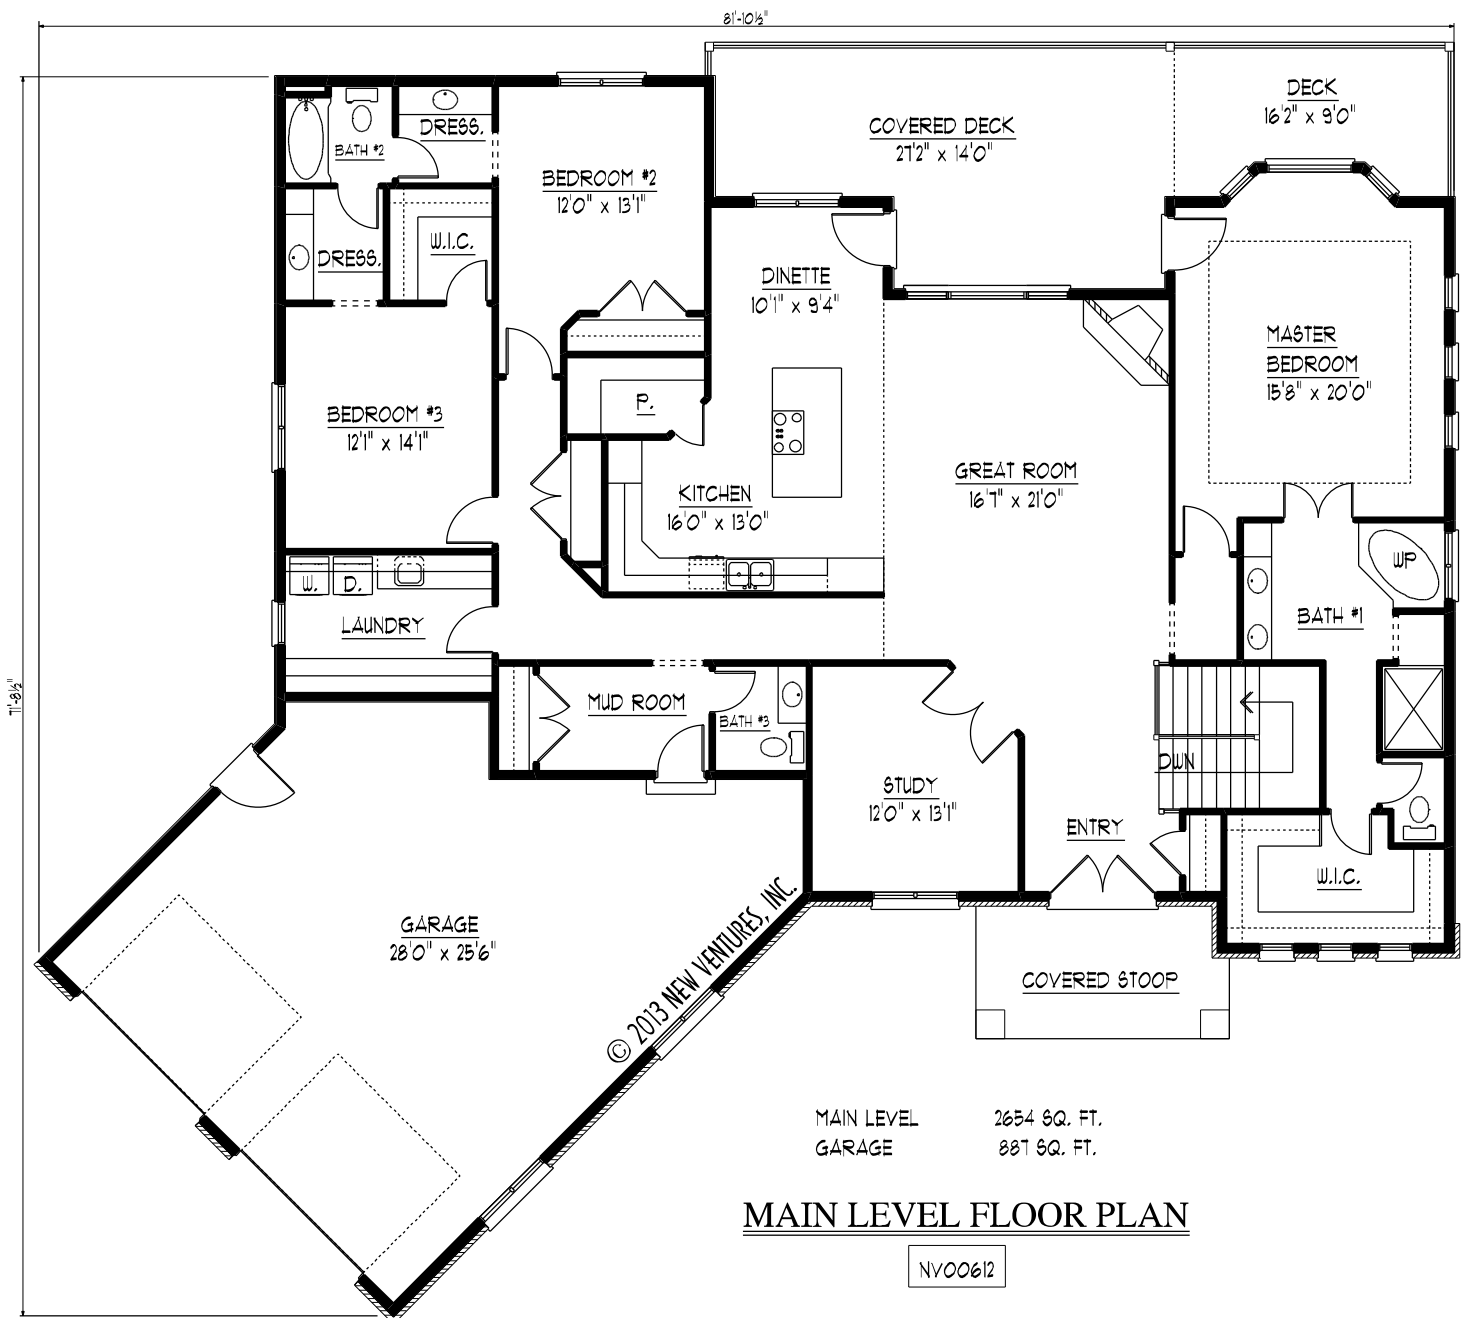 81'-10½"
DECK
16'2" x 9'0"
COVERED DECK
27'2" x 14'0"
DRESS.
BATH #2
BEDROOM #2
12'0" x 13'1"
W.I.C.
DRESS.
DINETTE
10'1" x 9'4"
MASTER
BEDROOM
15'8" x 20'0"
P.
BEDROOM #3
12'1" x 14'1"
GREAT ROOM
16'7" x 21'0"
KITCHEN
16'0" x 13'0"
WP
W.
D.
BATH #1
LAUNDRY
71'-8½"
MUD ROOM
BATH #3
DWN
STUDY
12'0" x 13'1"
ENTRY
W.I.C.
GARAGE
28'0" x 25'6"
© 2013 NEW VENTURES, INC.
COVERED STOOP
MAIN LEVEL 2654 SQ. FT.
GARAGE 887 SQ. FT.
MAIN LEVEL FLOOR PLAN
NV00612